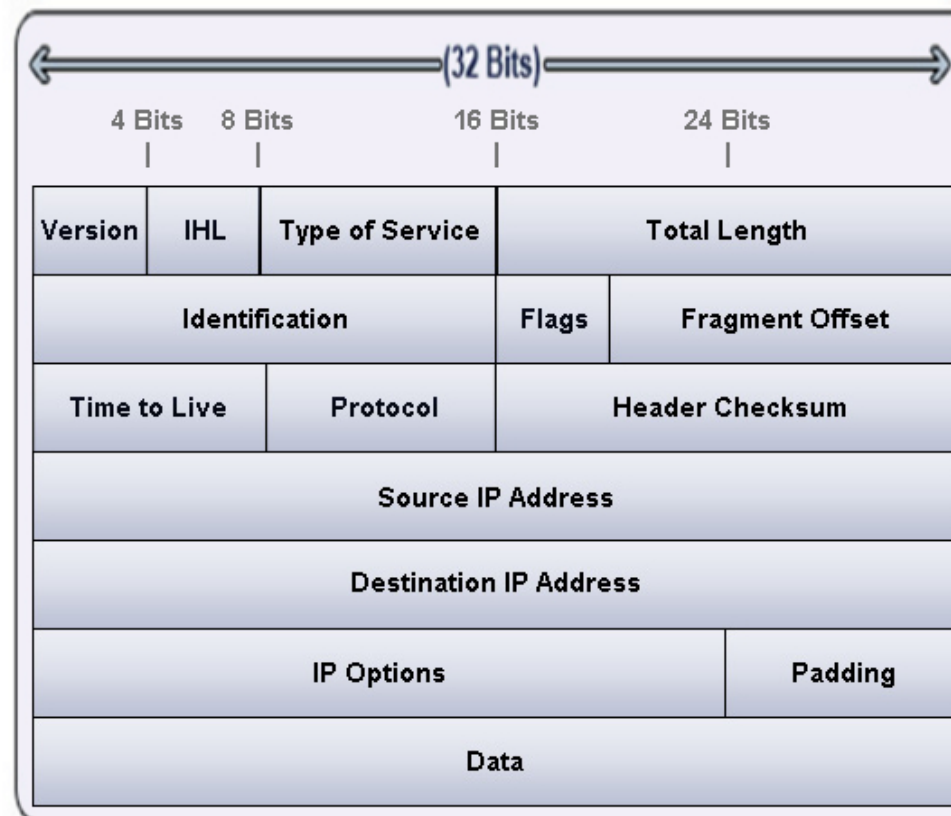 (32 Bits)
4 Bits 8 Bits 16 Bits 24 Bits
Version IHL Type of Service Total Length
Identification Flags Fragment Offset
Time to Live Protocol Header Checksum
Source IP Address
Destination IP Address
IP Options Padding
Data